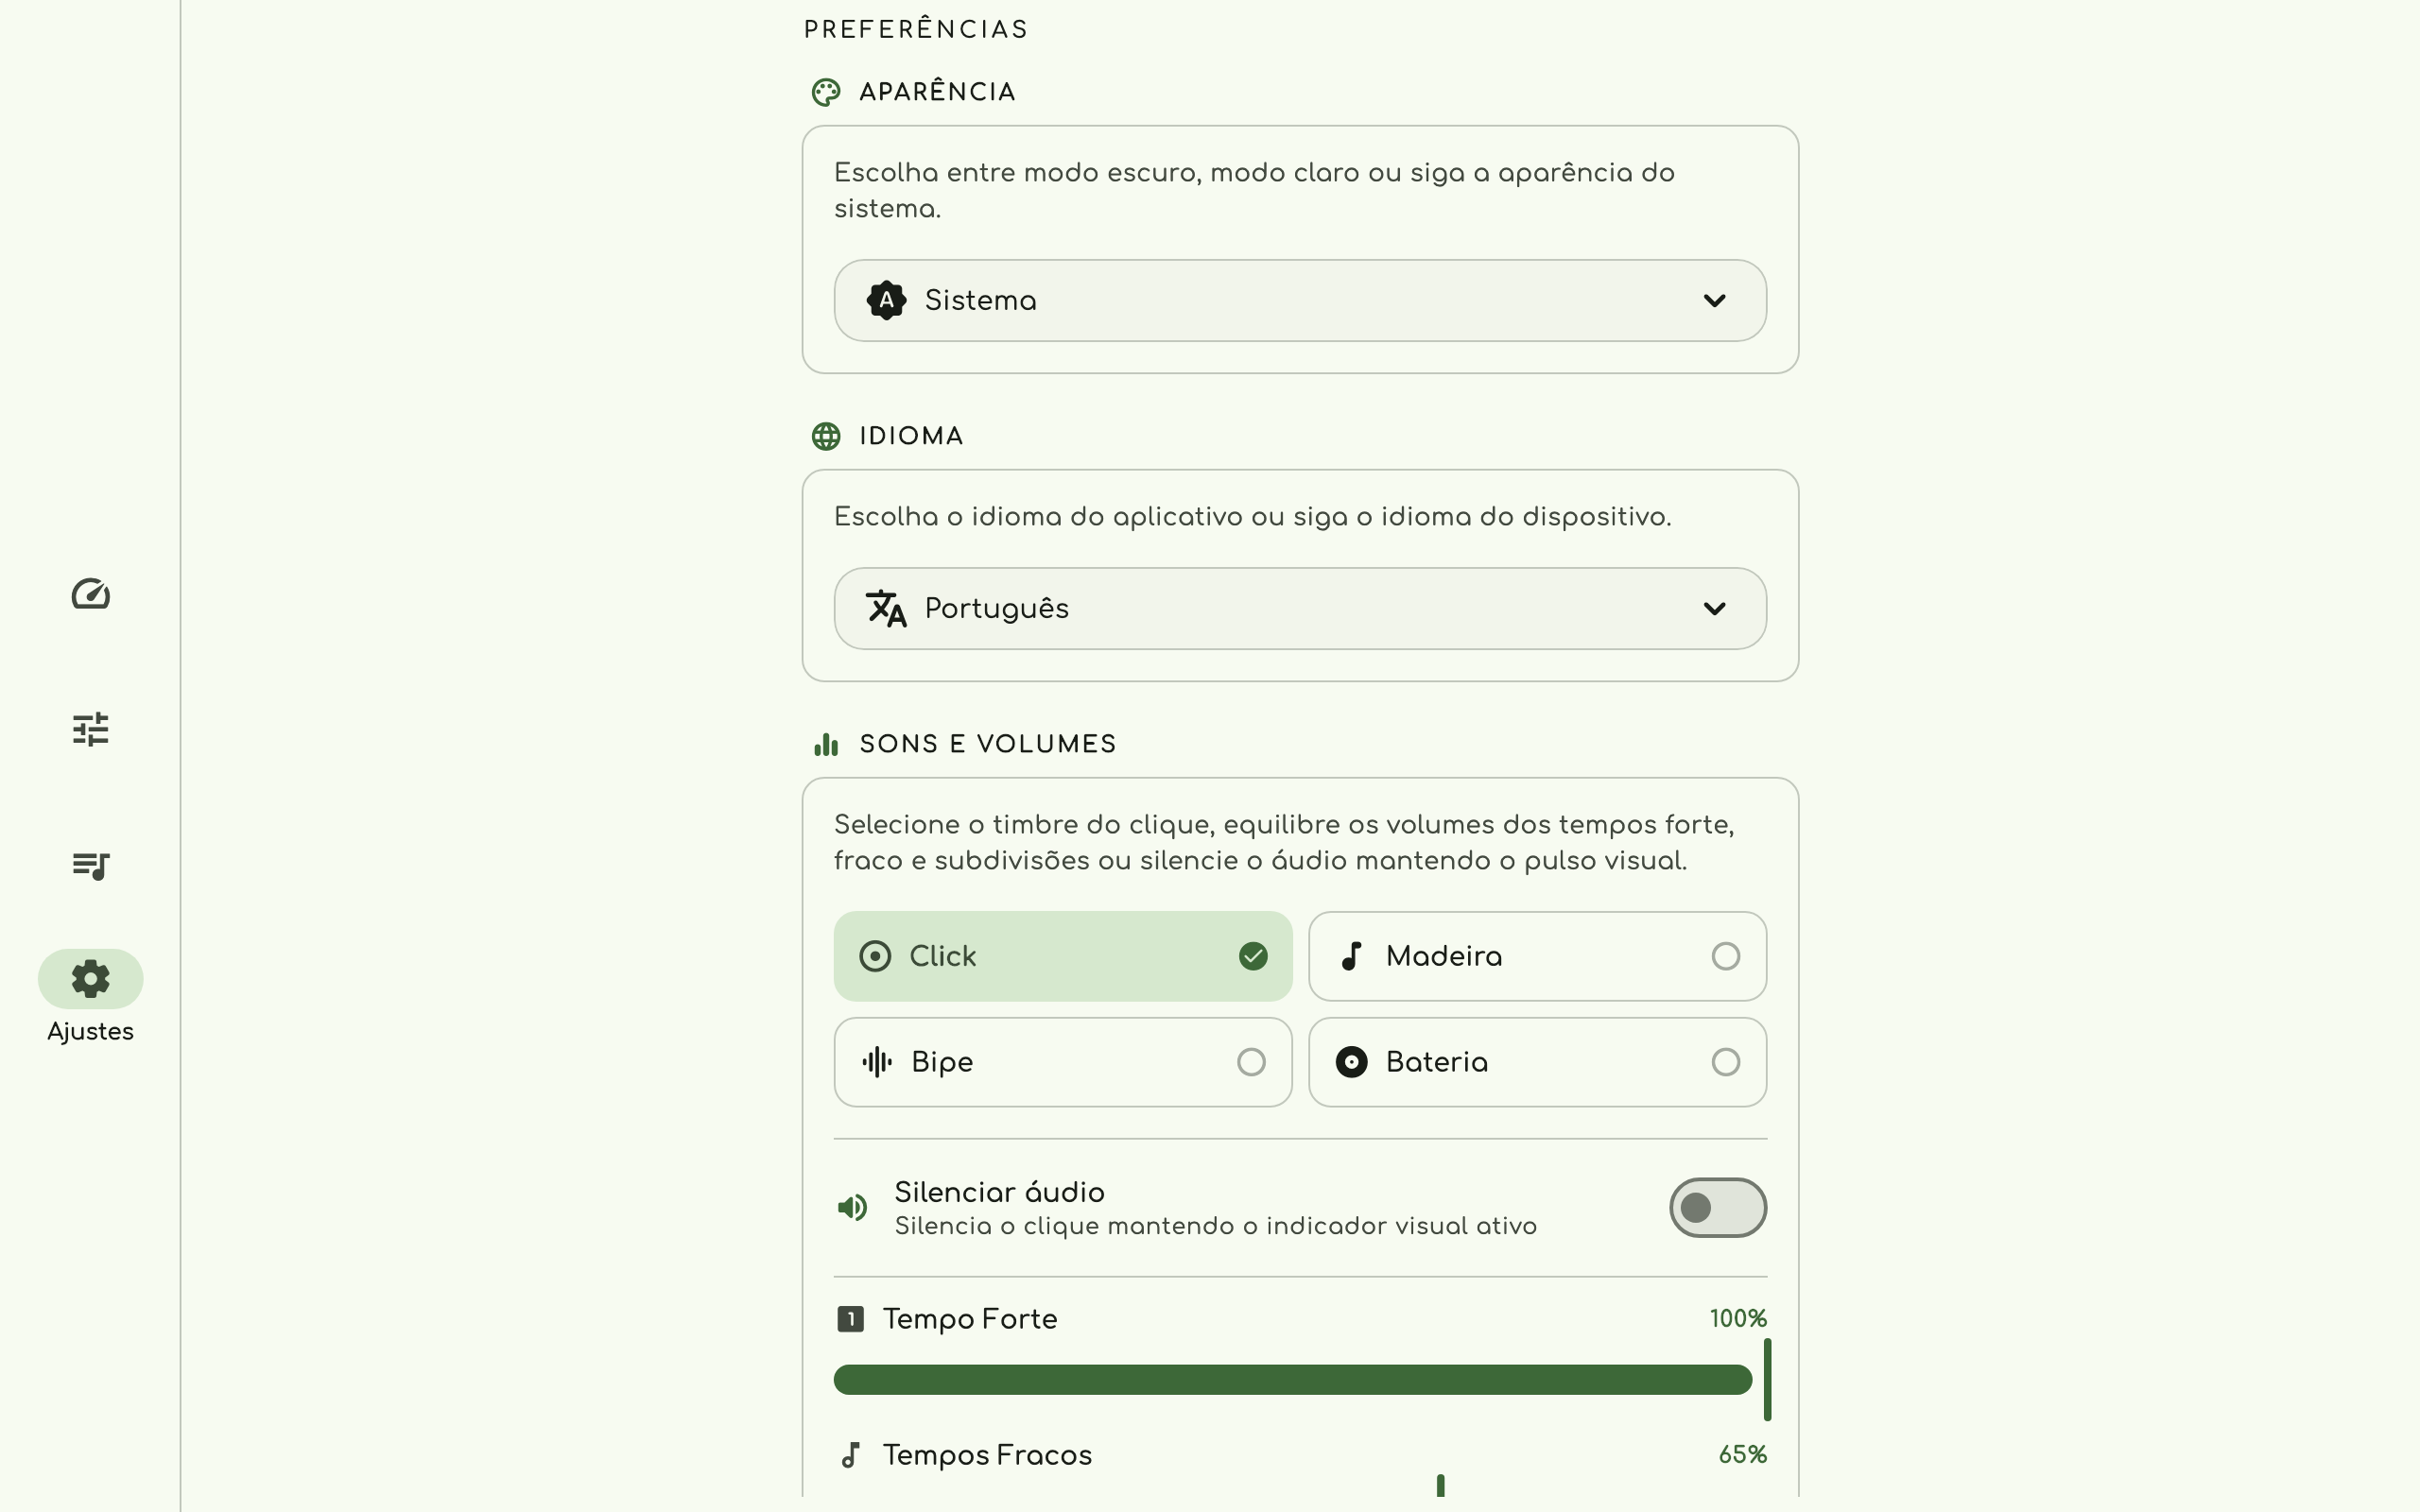 PREFERÊNCIAS
APARÊNCIA
Escolha entre modo escuro, modo claro ou siga a aparência do
sistema.
A Sistema
IDIOMA
Escolha o idioma do aplicativo ou siga o idioma do dispositivo.
文A Português
SONS E VOLUMES
Selecione o timbre do clique, equilibre os volumes dos tempos forte,
fraco e subdivisões ou silencie o áudio mantendo o pulso visual.
Click
Madeira
Bipe
Bateria
Silenciar áudio
Silencia o clique mantendo o indicador visual ativo
1 Tempo Forte 100%
Tempos Fracos 65%
Ajustes